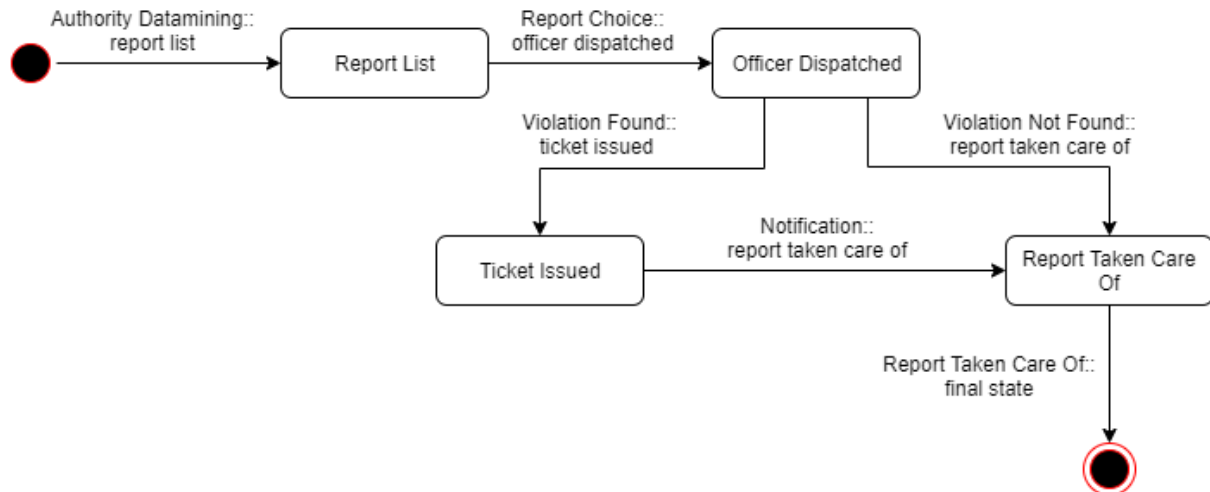 Authority Datamining::
report list
Report List
Report Choice::
officer dispatched
Officer Dispatched
Violation Found::
ticket issued
Violation Not Found::
report taken care of
Ticket Issued
Notification::
report taken care of
Report Taken Care
Of
Report Taken Care Of::
final state